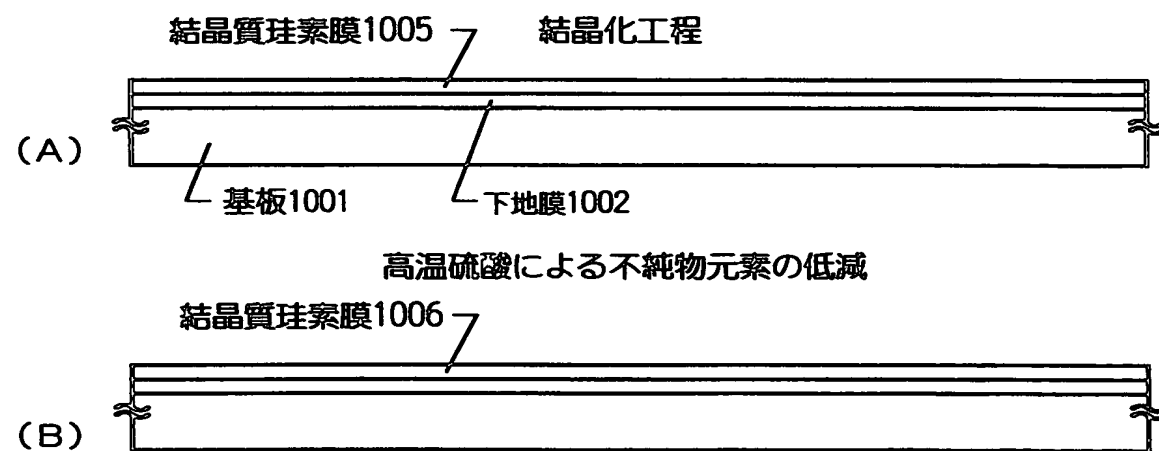 結晶質珪素膜1005 結晶化工程
(A)
基板1001 下地膜1002
高温硫酸による不純物元素の低減
結晶質珪素膜1006
(B)